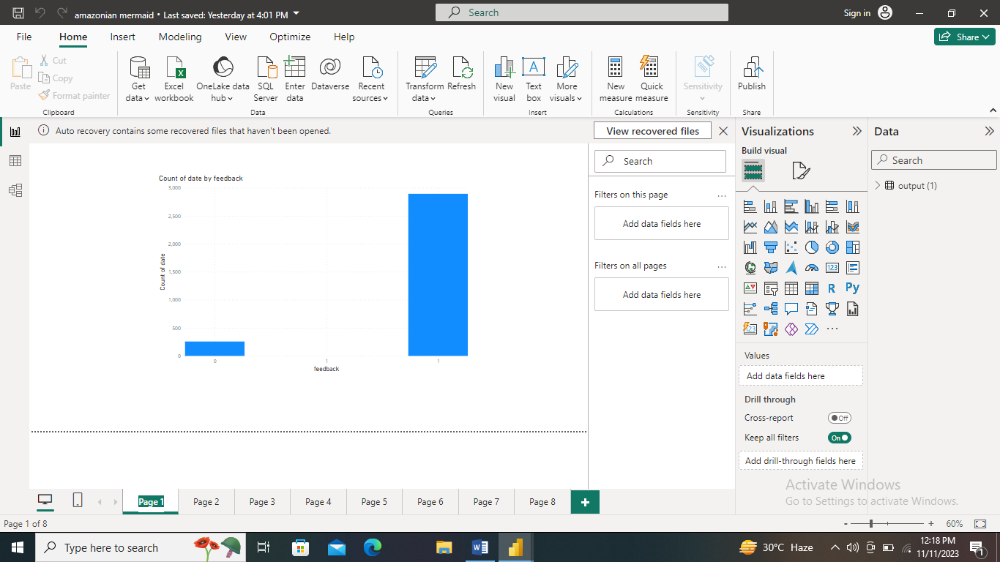 amazonian mermaid • Last saved: Yesterday at 4:01 PM
Search
Sign in
File
Home
Insert
Modeling
View
Optimize
Help
Share
Paste
Cut
Copy
Format painter
Clipboard
Get data
Excel workbook
OneLake data hub
SQL Server
Enter data
Dataverse
Recent sources
Data
Transform data
Refresh
Queries
New visual
Text box
More visuals
Insert
New measure
Quick measure
Calculations
Sensitivity
Sensitivity
Publish
Share
Auto recovery contains some recovered files that haven't been opened.
View recovered files
Count of date by feedback
3,000
2,500
2,000
1,500
1,000
500
0
Count of date
0
1
1
feedback
Search
Filters on this page
...
Add data fields here
Filters on all pages
...
Add data fields here
Visualizations
Build visual
123
R
Py
123
...
Values
Add data fields here
Drill through
Cross-report
Off
Keep all filters
On
Add drill-through fields here
Data
Search
output (1)
Activate Windows
Go to Settings to activate Windows.
Page 1
Page 2
Page 3
Page 4
Page 5
Page 6
Page 7
Page 8
+
Page 1 of 8
- + 60%
Type here to search
30°C Haze
12:18 PM
11/11/2023
1